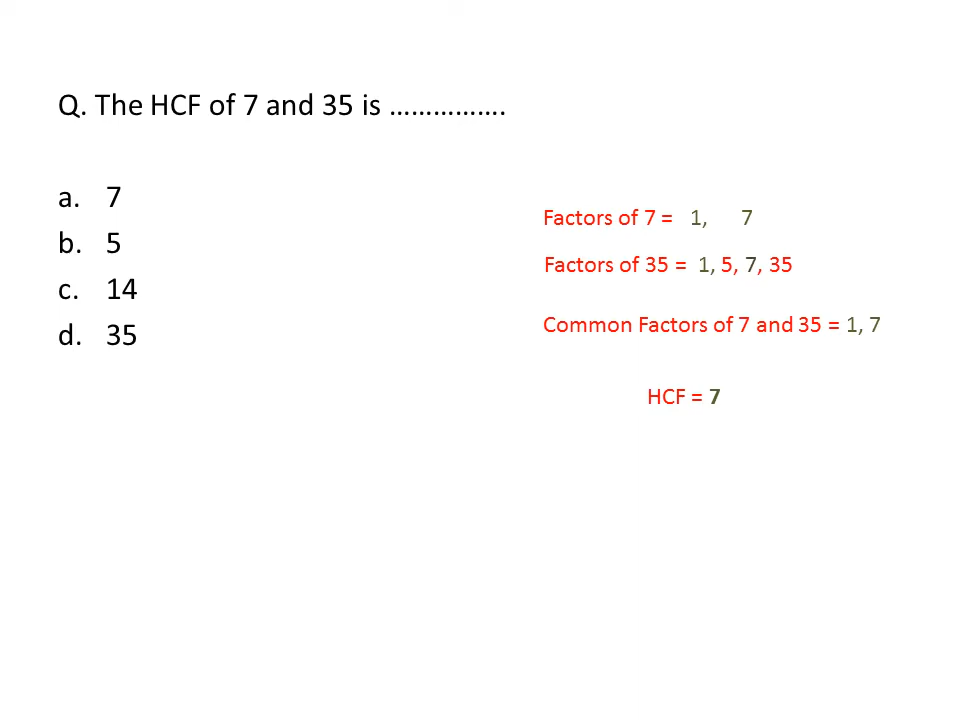 Q. The HCF of 7 and 35 is …………….
a. 7
b. 5
c. 14
d. 35
Factors of 7 = 1, 7
Factors of 35 = 1, 5, 7, 35
Common Factors of 7 and 35 = 1, 7
HCF = 7